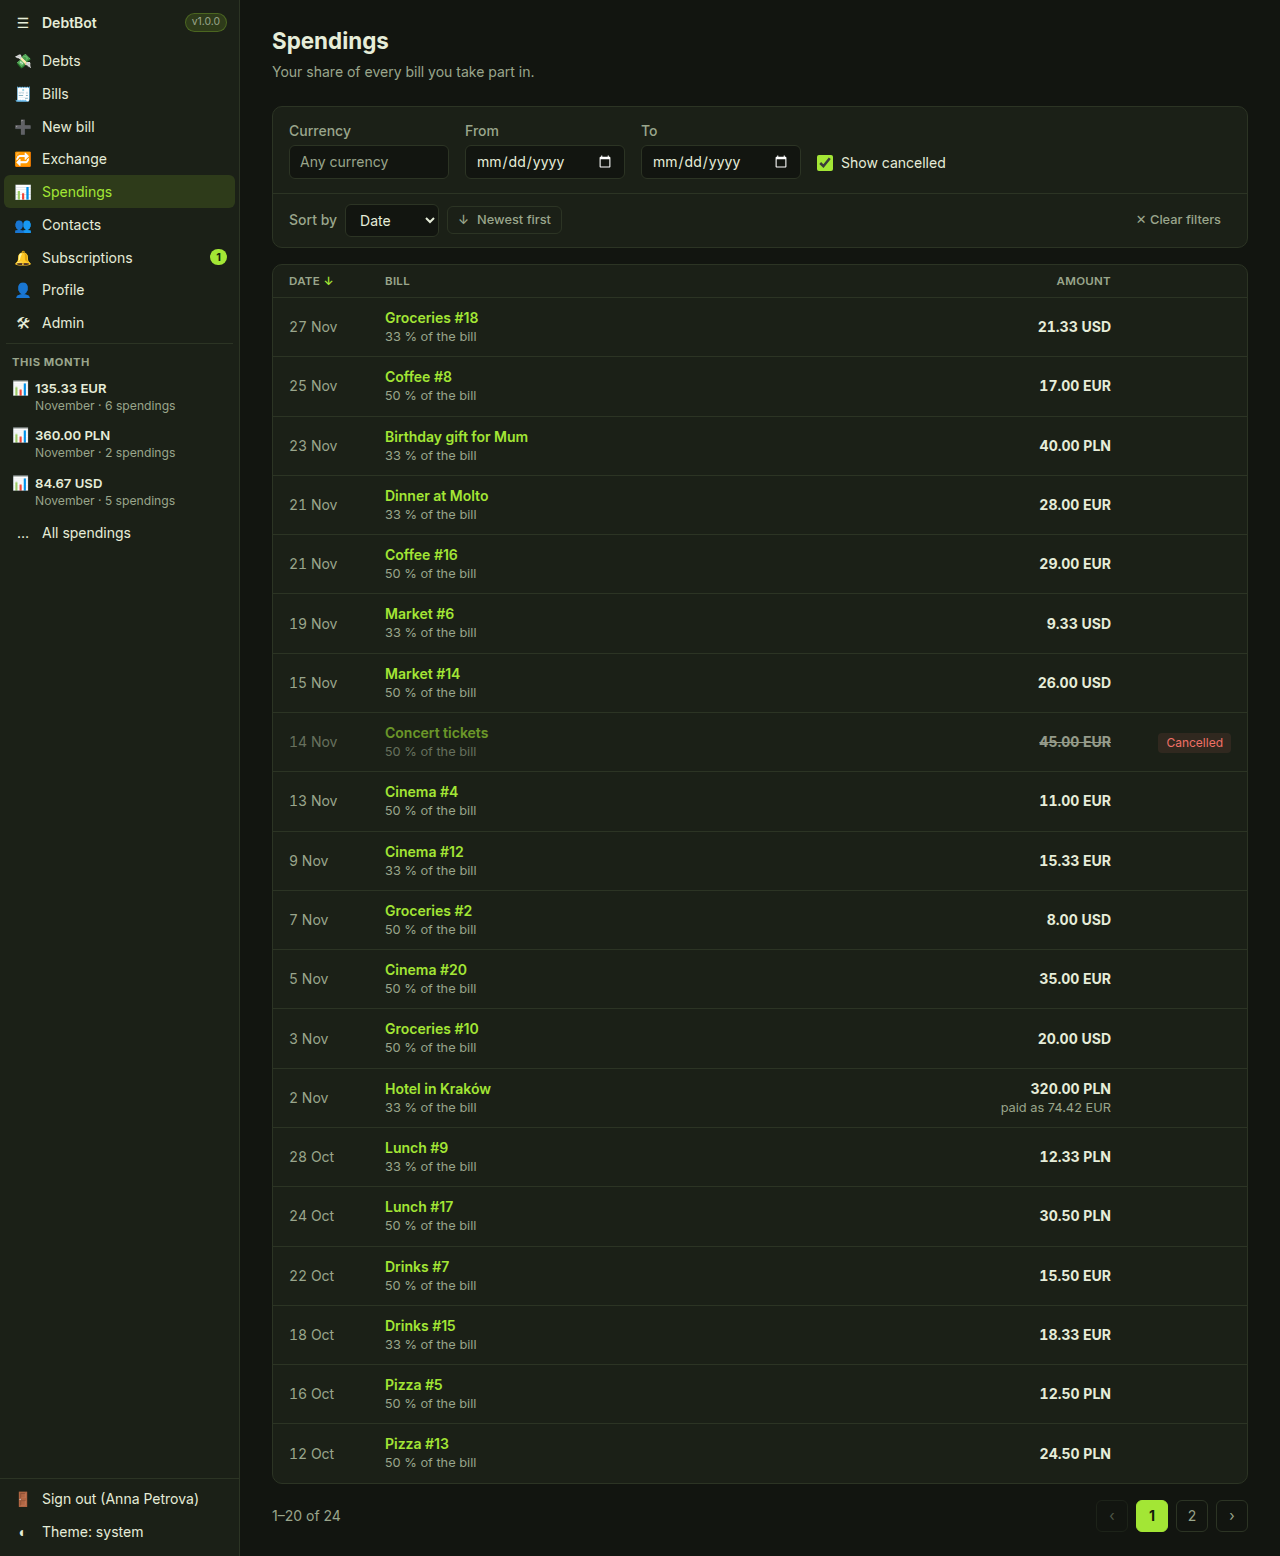 ☰ DebtBot v1.0.0
Debts
Bills
New bill
Exchange
Spendings
Contacts
Subscriptions 1
Profile
Admin
THIS MONTH
135.33 EUR
November · 6 spendings
360.00 PLN
November · 2 spendings
84.67 USD
November · 5 spendings
… All spendings
Sign out (Anna Petrova)
Theme: system
Spendings
Your share of every bill you take part in.
Currency From To
Any currency mm/dd/yyyy mm/dd/yyyy Show cancelled
Sort by Date ↓ Newest first ✕ Clear filters
DATE ↓ BILL AMOUNT
27 Nov Groceries #18 21.33 USD
33 % of the bill
25 Nov Coffee #8 17.00 EUR
50 % of the bill
23 Nov Birthday gift for Mum 40.00 PLN
33 % of the bill
21 Nov Dinner at Molto 28.00 EUR
33 % of the bill
21 Nov Coffee #16 29.00 EUR
50 % of the bill
19 Nov Market #6 9.33 USD
33 % of the bill
15 Nov Market #14 26.00 USD
50 % of the bill
14 Nov Concert tickets 45.00 EUR Cancelled
50 % of the bill
13 Nov Cinema #4 11.00 EUR
50 % of the bill
9 Nov Cinema #12 15.33 EUR
33 % of the bill
7 Nov Groceries #2 8.00 USD
50 % of the bill
5 Nov Cinema #20 35.00 EUR
50 % of the bill
3 Nov Groceries #10 20.00 USD
50 % of the bill
2 Nov Hotel in Kraków 320.00 PLN
33 % of the bill paid as 74.42 EUR
28 Oct Lunch #9 12.33 PLN
33 % of the bill
24 Oct Lunch #17 30.50 PLN
50 % of the bill
22 Oct Drinks #7 15.50 EUR
50 % of the bill
18 Oct Drinks #15 18.33 EUR
33 % of the bill
16 Oct Pizza #5 12.50 PLN
50 % of the bill
12 Oct Pizza #13 24.50 PLN
50 % of the bill
1–20 of 24 ‹ 1 2 ›